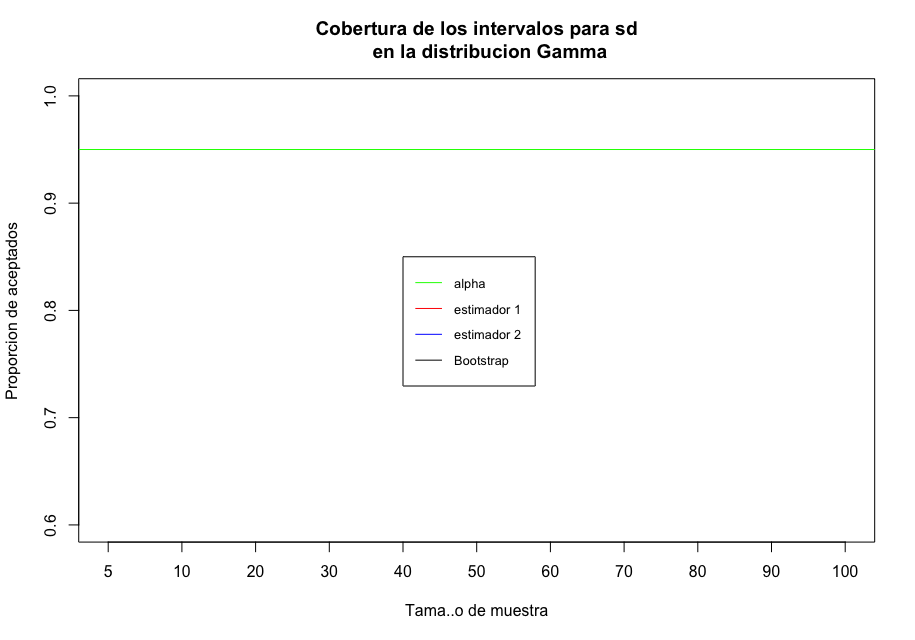 Cobertura de los intervalos para sd
en la distribucion Gamma
Proporcion de aceptados
1.0
0.9
0.8
0.7
0.6
alpha
estimador 1
estimador 2
Bootstrap
5 10 20 30 40 50 60 70 80 90 100
Tama..o de muestra